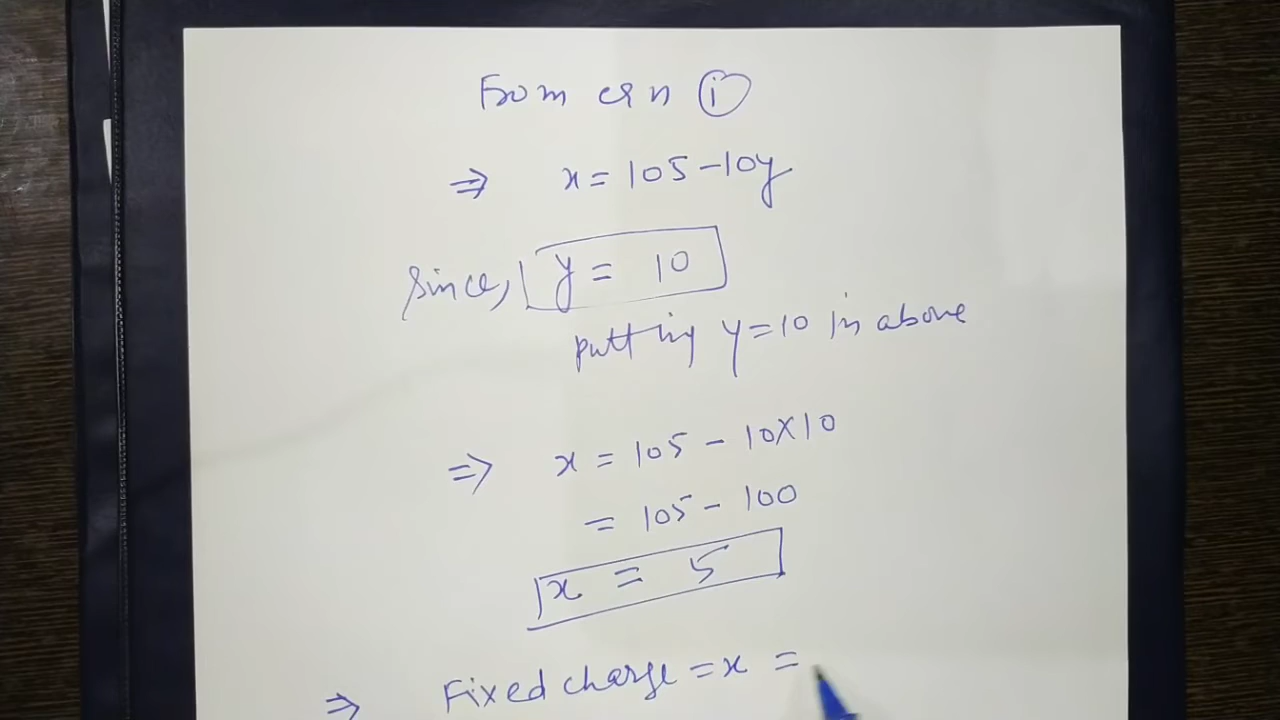 From eqn (i)
⇒ x = 105 - 10y
Since, y = 10
putting y = 10 in above
⇒ x = 105 - 10 × 10
= 105 - 100
x = 5
⇒ Fixed charge = x =